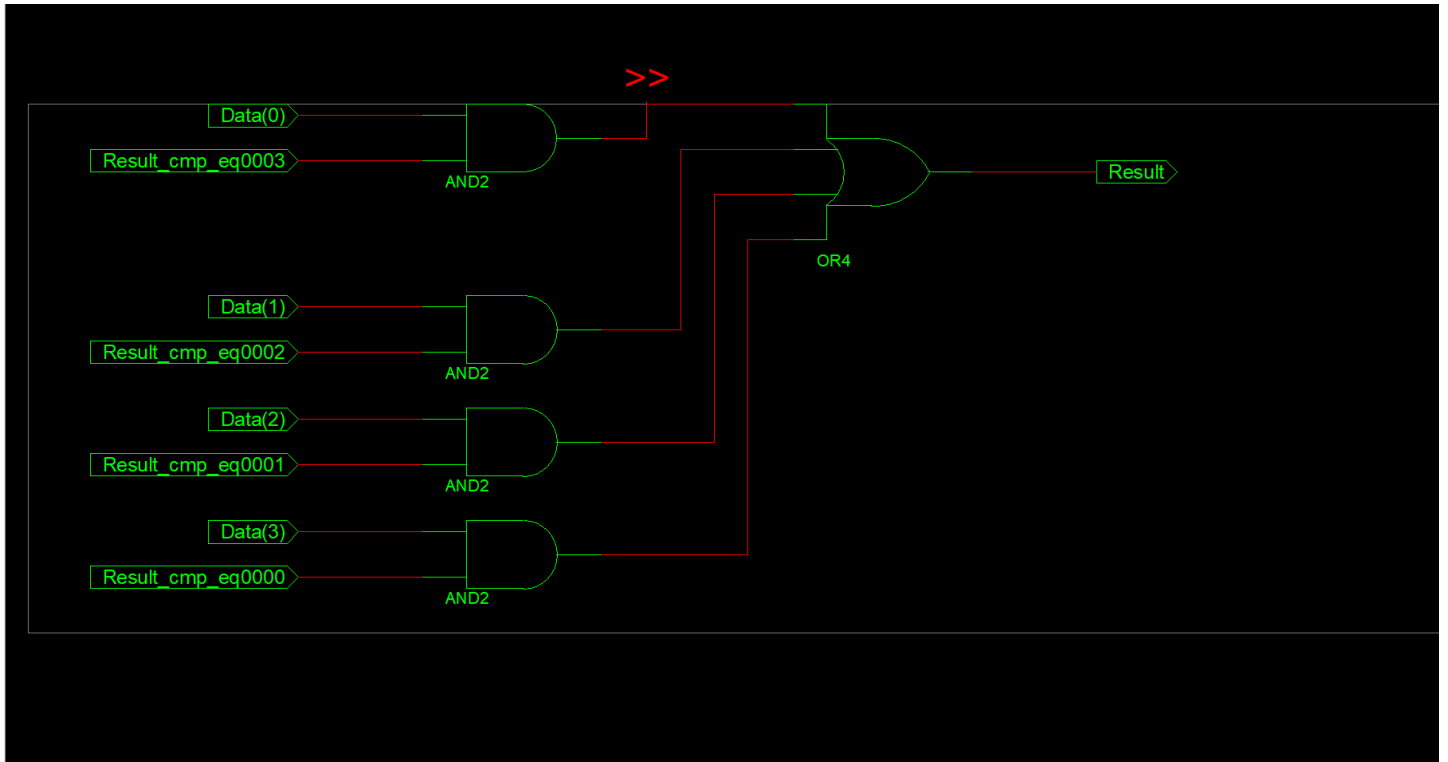 >>
Data(0)
Result_cmp_eq0003
AND2
Result
OR4
Data(1)
Result_cmp_eq0002
AND2
Data(2)
Result_cmp_eq0001
AND2
Data(3)
Result_cmp_eq0000
AND2